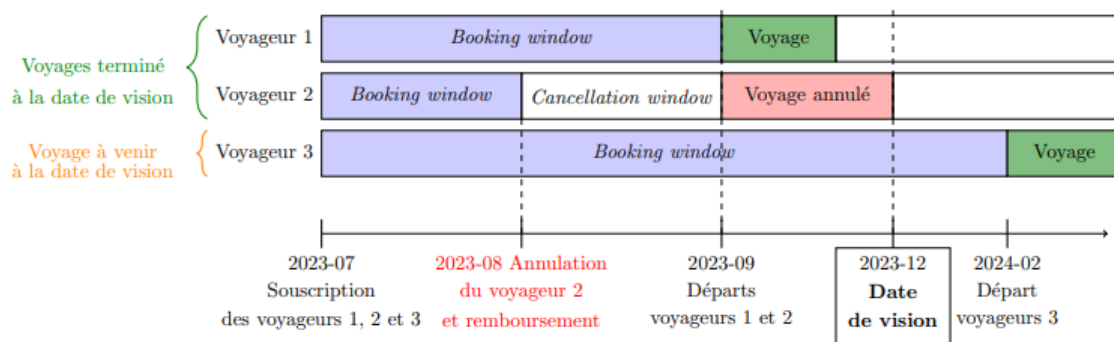 Voyages terminé
à la date de vision
Voyageur 1
Booking window
Voyage
Voyageur 2
Booking window
Cancellation window
Voyage annulé
Voyage à venir
à la date de vision
Voyageur 3
Booking window
Voyage
2023-07
Souscription
des voyageurs 1, 2 et 3
2023-08 Annulation
du voyageur 2
et remboursement
2023-09
Départs
voyageurs 1 et 2
2023-12
Date
de vision
2024-02
Départ
voyageurs 3